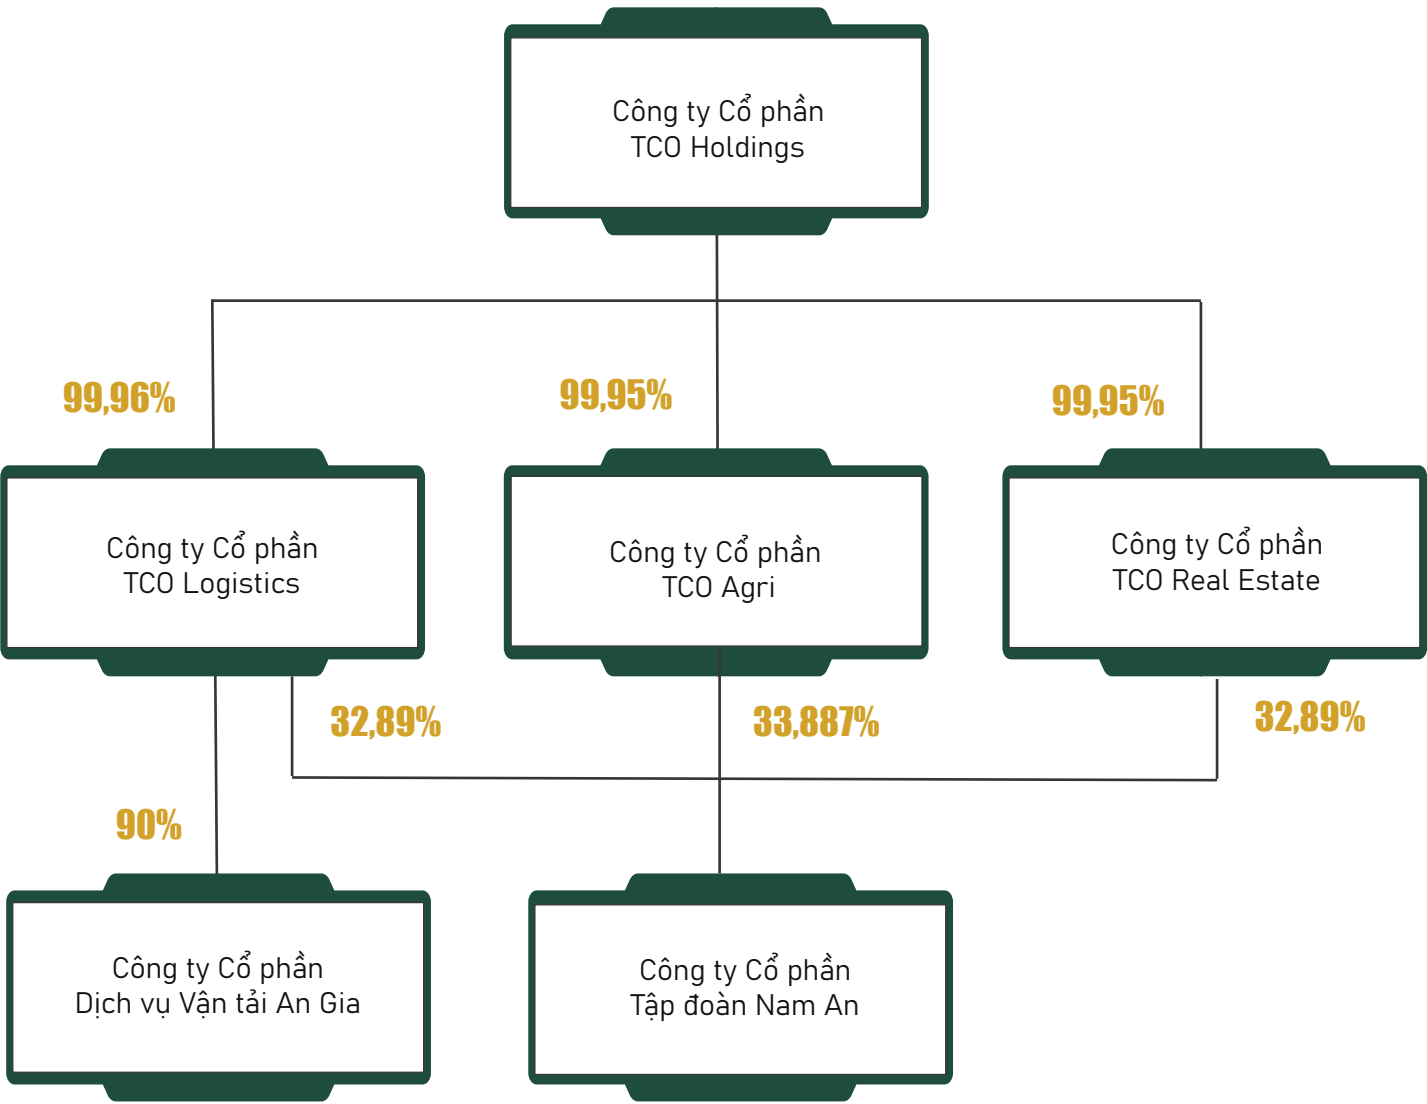 Công ty Cổ phần
TCO Holdings
99,96%
99,95%
99,95%
Công ty Cổ phần
TCO Logistics
Công ty Cổ phần
TCO Agri
Công ty Cổ phần
TCO Real Estate
32,89%
33,887%
32,89%
90%
Công ty Cổ phần
Dịch vụ Vận tải An Gia
Công ty Cổ phần
Tập đoàn Nam An